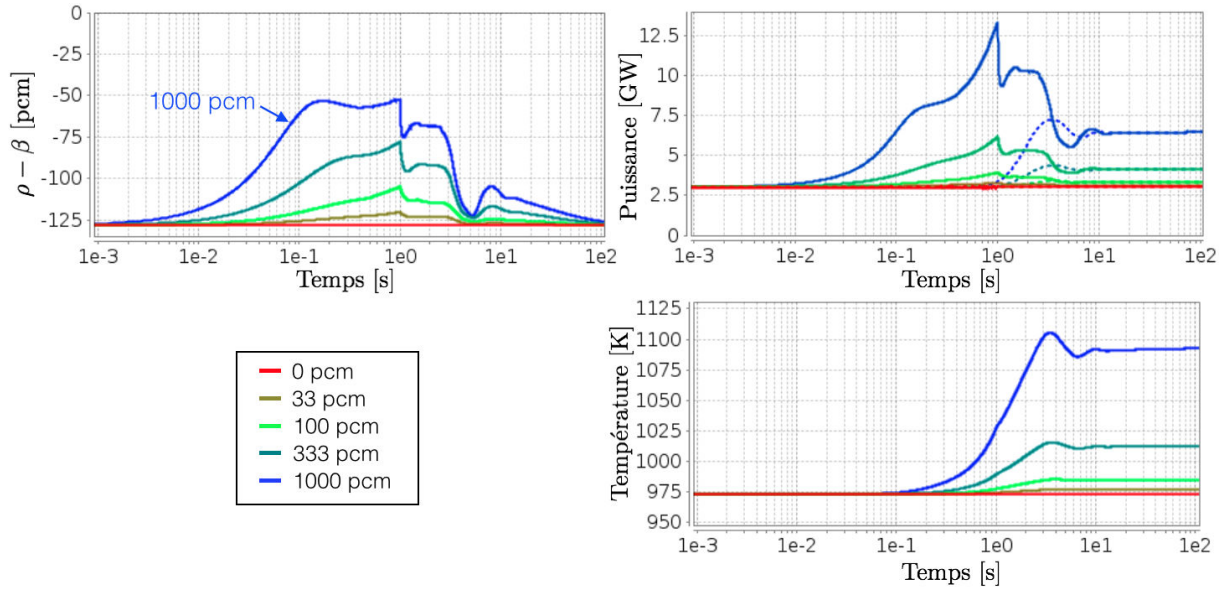 ρ − β [pcm]
0
-25
-50
-75
-100
-125
1000 pcm
1e-3 1e-2 1e-1 1e0 1e1 1e2
Temps [s]
Puissance [GW]
12.5
10
7.5
5
2.5
0
1e-3 1e-2 1e-1 1e0 1e1 1e2
Temps [s]
0 pcm
33 pcm
100 pcm
333 pcm
1000 pcm
Température [K]
1125
1100
1075
1050
1025
1000
975
950
1e-3 1e-2 1e-1 1e0 1e1 1e2
Temps [s]